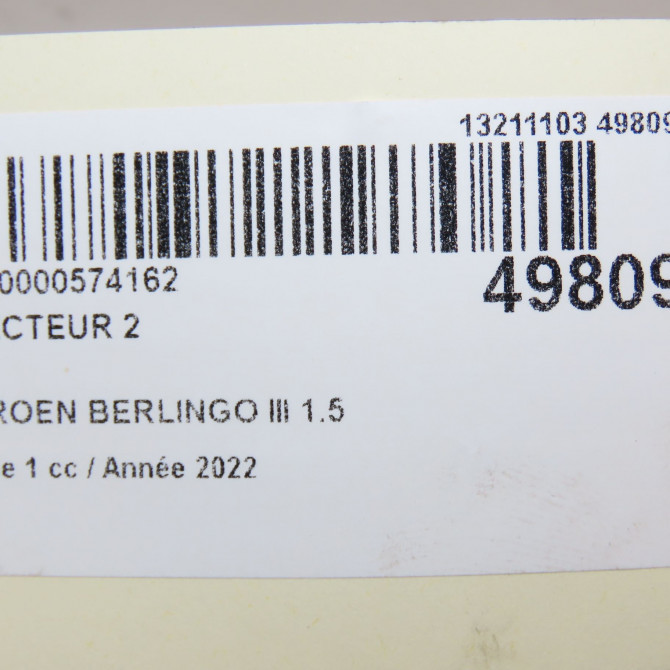 13211103 49809
0000574162
49809
CTEUR 2
ROEN BERLINGO III 1.5
e 1 cc / Année 2022